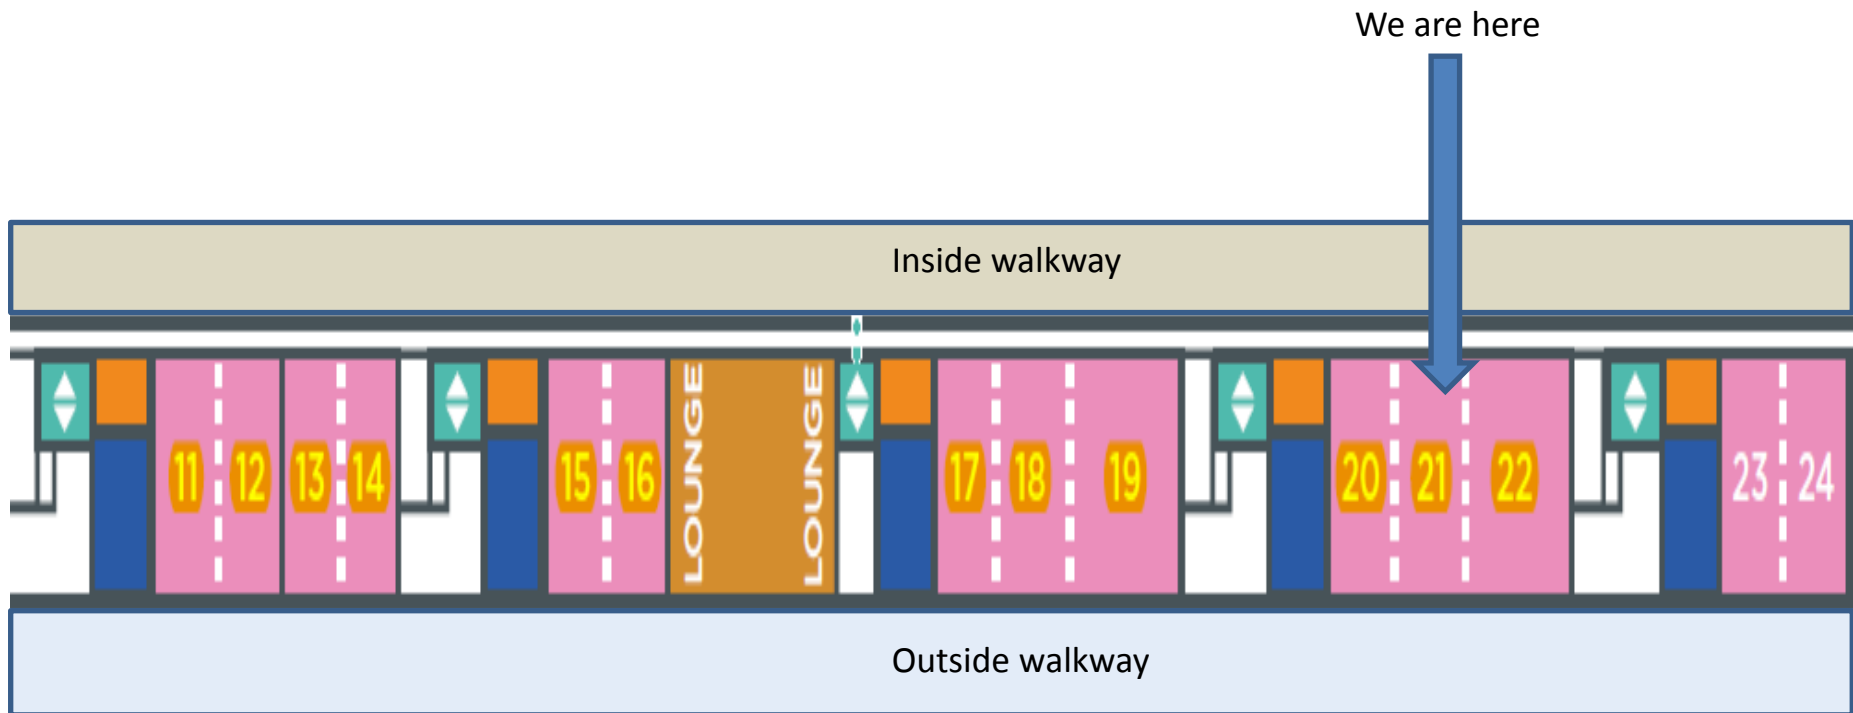 We are here
Inside walkway
11 12 13 14 15 16 LOUNGE LOUNGE 17 18 19 20 21 22 23 24
Outside walkway